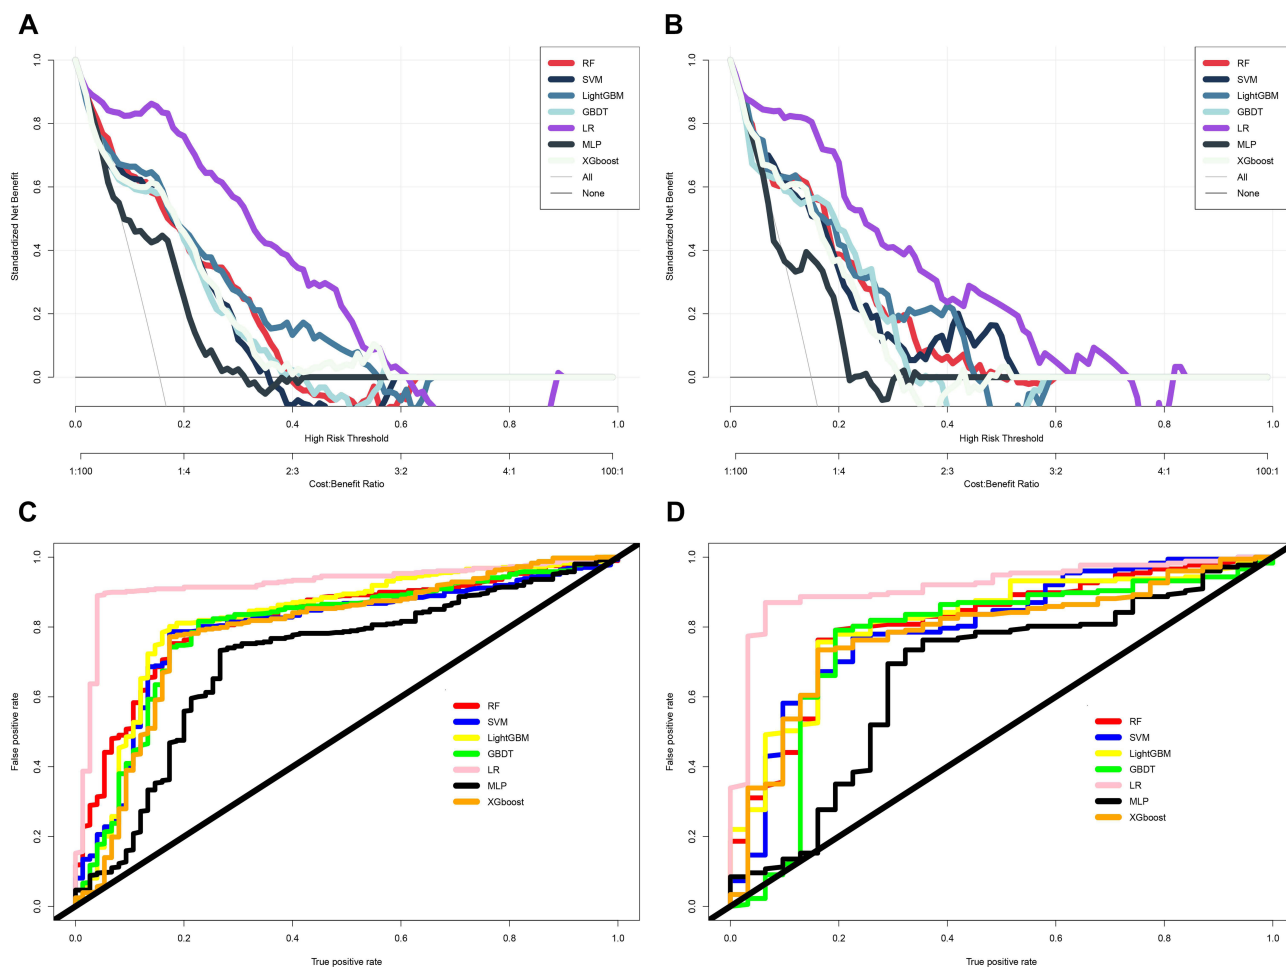 A
Standardized Net Benefit
1.0
0.8
0.6
0.4
0.2
0.0
RF
SVM
LightGBM
GBDT
LR
MLP
XGboost
All
None
0.0 0.2 0.4 0.6 0.8 1.0
High Risk Threshold
1:100 1:4 2:3 3:2 4:1 100:1
Cost:Benefit Ratio
B
Standardized Net Benefit
1.0
0.8
0.6
0.4
0.2
0.0
RF
SVM
LightGBM
GBDT
LR
MLP
XGboost
All
None
0.0 0.2 0.4 0.6 0.8 1.0
High Risk Threshold
1:100 1:4 2:3 3:2 4:1 100:1
Cost:Benefit Ratio
C
False positive rate
1.0
0.8
0.6
0.4
0.2
0.0
RF
SVM
LightGBM
GBDT
LR
MLP
XGboost
0.0 0.2 0.4 0.6 0.8 1.0
True positive rate
D
False positive rate
1.0
0.8
0.6
0.4
0.2
0.0
RF
SVM
LightGBM
GBDT
LR
MLP
XGboost
0.0 0.2 0.4 0.6 0.8 1.0
True positive rate